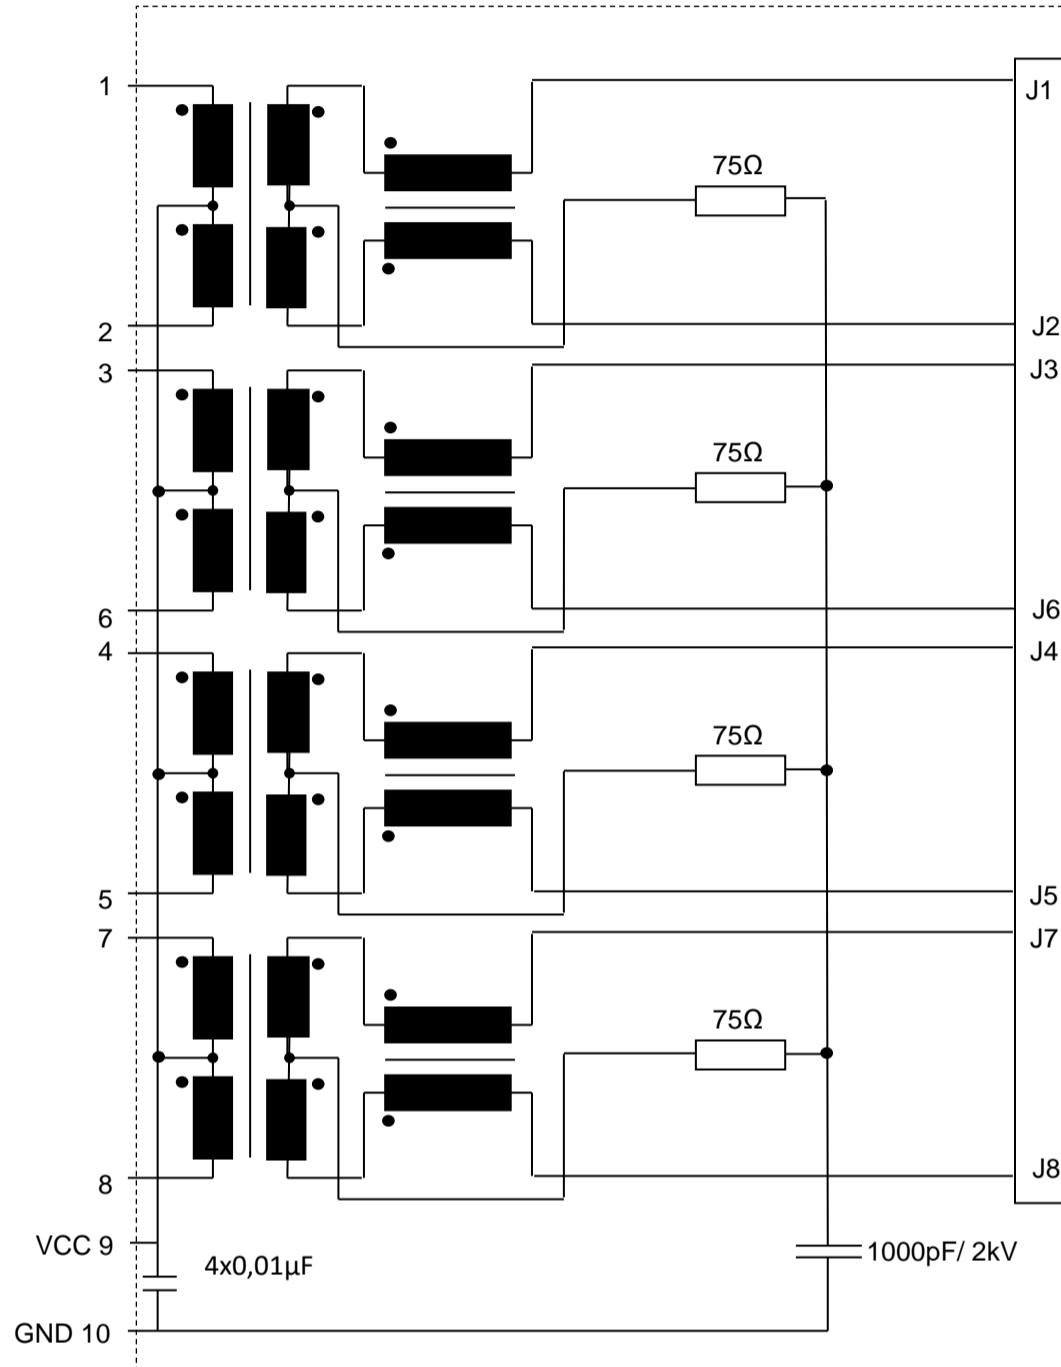 1
J1
75Ω
2
J2
3
J3
75Ω
6
J6
4
J4
75Ω
5
J5
7
J7
75Ω
8
J8
VCC 9
4x0,01µF
1000pF/ 2kV
GND 10